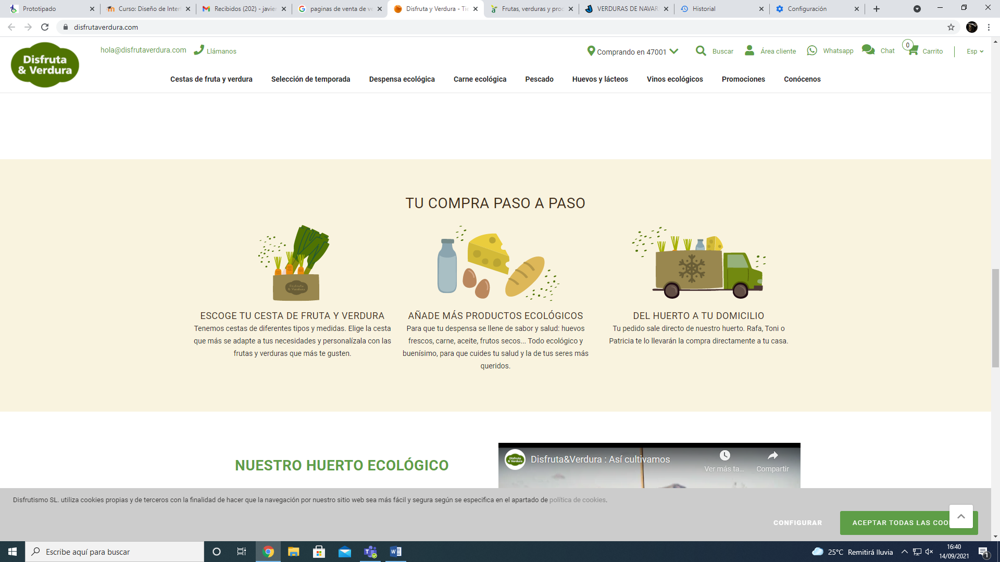 Prototipado
Curso: Diseño de Inter
Recibidos (202) - javie
paginas de venta de ve
Disfruta y Verdura - Tie
Frutas, verduras y proc
VERDURAS DE NAVAR
Historial
Configuración
disfrutaverdura.com
Disfruta
& Verdura
hola@disfrutaverdura.com
Llámanos
Comprando en 47001
Buscar
Área cliente
Whatsapp
Chat
0
Carrito
Esp
Cestas de fruta y verdura
Selección de temporada
Despensa ecológica
Carne ecológica
Pescado
Huevos y lácteos
Vinos ecológicos
Promociones
Conócenos
TU COMPRA PASO A PASO
Disfruta
& Verdura
ESCOGE TU CESTA DE FRUTA Y VERDURA
Tenemos cestas de diferentes tipos y medidas. Elige la cesta
que más se adapte a tus necesidades y personalízala con las
frutas y verduras que más te gusten.
AÑADE MÁS PRODUCTOS ECOLÓGICOS
Para que tu despensa se llene de sabor y salud: huevos
frescos, carne, aceite, frutos secos... Todo ecológico y
buenísimo, para que cuides tu salud y la de tus seres más
queridos.
DEL HUERTO A TU DOMICILIO
Tu pedido sale directo de nuestro huerto. Rafa, Toni o
Patricia te lo llevarán la compra directamente a tu casa.
NUESTRO HUERTO ECOLÓGICO
Disfruta
& Verdura
Disfruta&Verdura : Así cultivamos
Ver más ta...
Compartir
Disfrutismo SL. utiliza cookies propias y de terceros con la finalidad de hacer que la navegación por nuestro sitio web sea más fácil y segura según se especifica en el apartado de política de cookies.
CONFIGURAR
ACEPTAR TODAS LAS COO
Escribe aquí para buscar
25°C Remitirá lluvia
16:40
14/09/2021
1